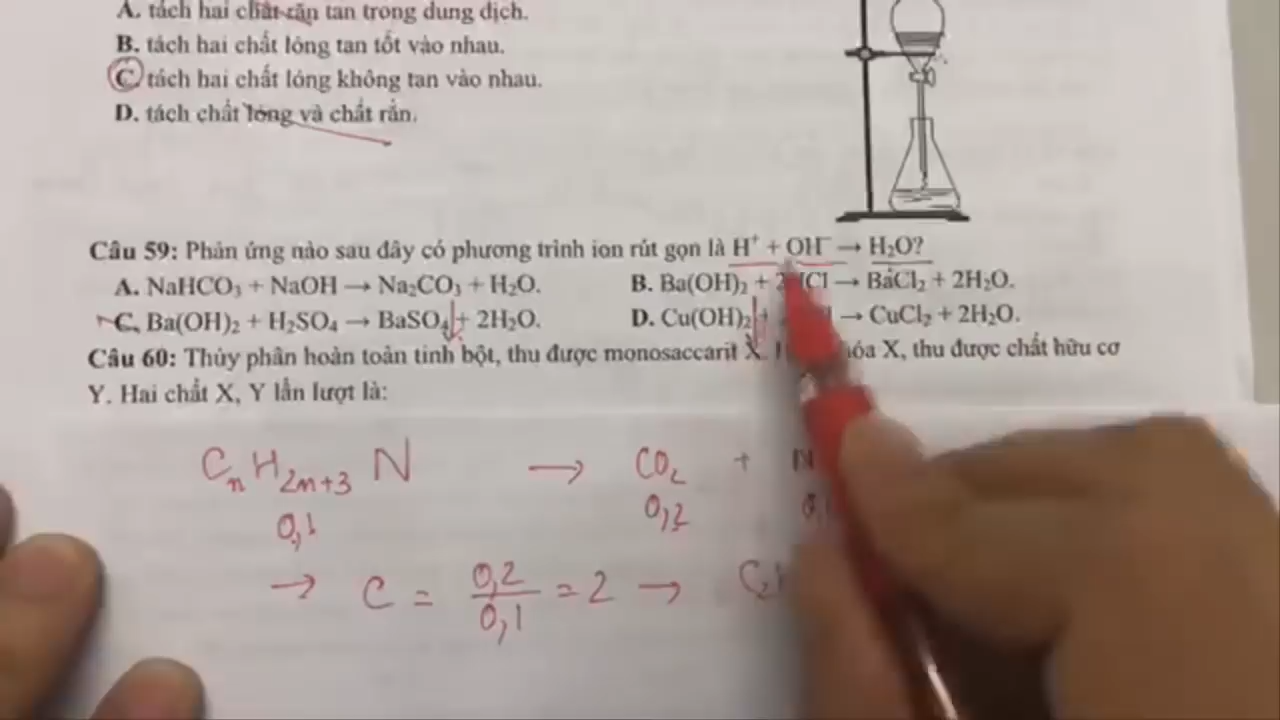 A. tách hai chất rắn tan trong dung dịch.
B. tách hai chất lỏng tan tốt vào nhau.
C. tách hai chất lỏng không tan vào nhau.
D. tách chất lỏng và chất rắn.
Câu 59: Phản ứng nào sau đây có phương trình ion rút gọn là H⁺ + OH⁻ → H₂O?
A. NaHCO₃ + NaOH → Na₂CO₃ + H₂O. B. Ba(OH)₂ + 2HCl → BaCl₂ + 2H₂O.
C. Ba(OH)₂ + H₂SO₄ → BaSO₄ + 2H₂O. D. Cu(OH)₂ + → CuCl₂ + 2H₂O.
Câu 60: Thủy phân hoàn toàn tinh bột, thu được monosaccarit X. hóa X, thu được chất hữu cơ
Y. Hai chất X, Y lần lượt là:
CₙH₂ₙ₊₃ N → CO₂ + N
0,1 0,2
→ C = 0,2/0,1 = 2 →